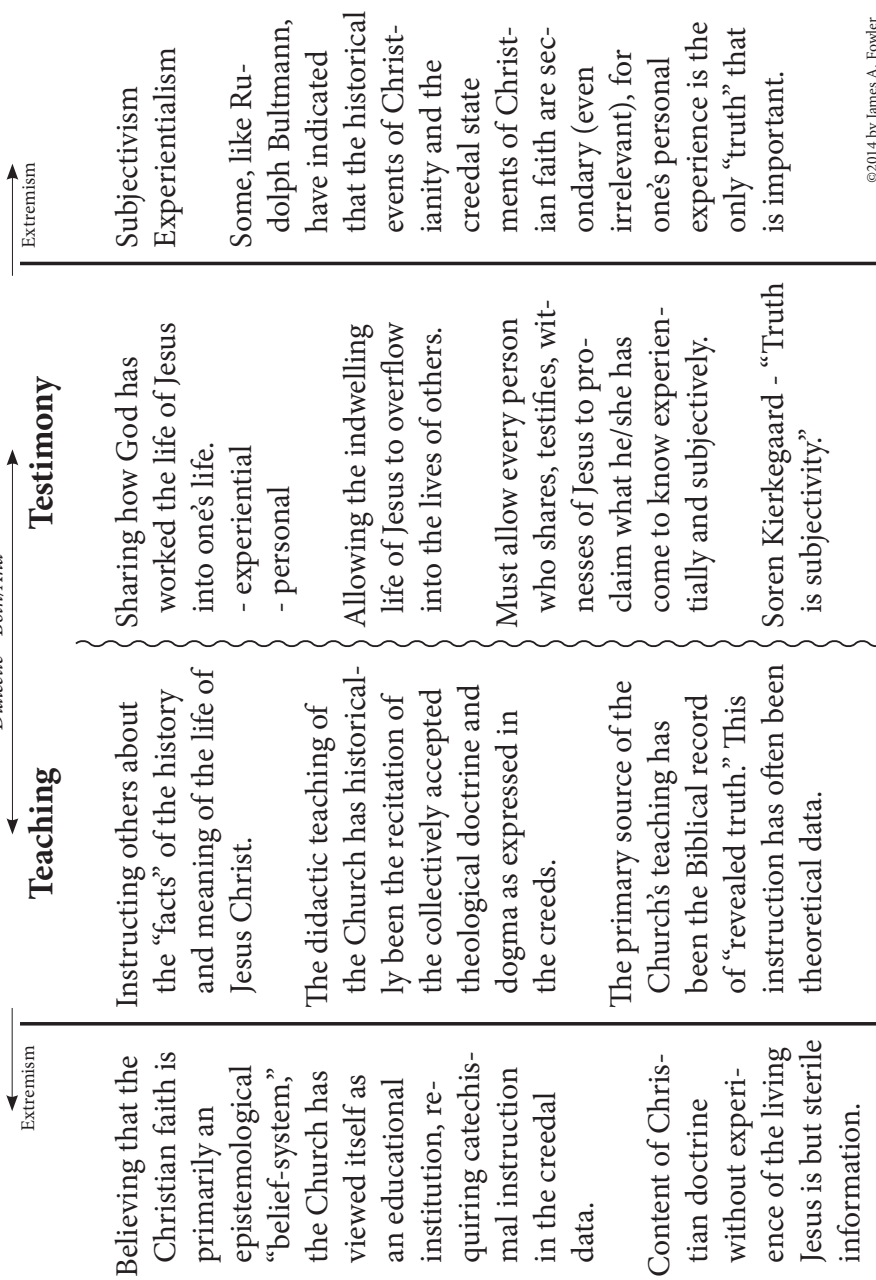 Dialectic - Both/And
Extremism
Extremism
Teaching
Testimony
Believing that the
Christian faith is
primarily an
epistemological
“belief-system,”
the Church has
viewed itself as
an educational
institution, re-
quiring catechis-
mal instruction
in the creedal
data.
Content of Chris-
tian doctrine
without experi-
ence of the living
Jesus is but sterile
information.
Instructing others about
the “facts” of the history
and meaning of the life of
Jesus Christ.
The didactic teaching of
the Church has historical-
ly been the recitation of
the collectively accepted
theological doctrine and
dogma as expressed in
the creeds.
The primary source of the
Church’s teaching has
been the Biblical record
of “revealed truth.” This
instruction has often been
theoretical data.
Sharing how God has
worked the life of Jesus
into one’s life.
- experiential
- personal
Allowing the indwelling
life of Jesus to overflow
into the lives of others.
Must allow every person
who shares, testifies, wit-
nesses of Jesus to pro-
claim what he/she has
come to know experien-
tially and subjectively.
Soren Kierkegaard - “Truth
is subjectivity.”
Subjectivism
Experientialism
Some, like Ru-
dolph Bultmann,
have indicated
that the historical
events of Christ-
ianity and the
creedal state
ments of Christ-
ian faith are sec-
ondary (even
irrelevant), for
one’s personal
experience is the
only “truth” that
is important.
©2014 by James A. Fowler